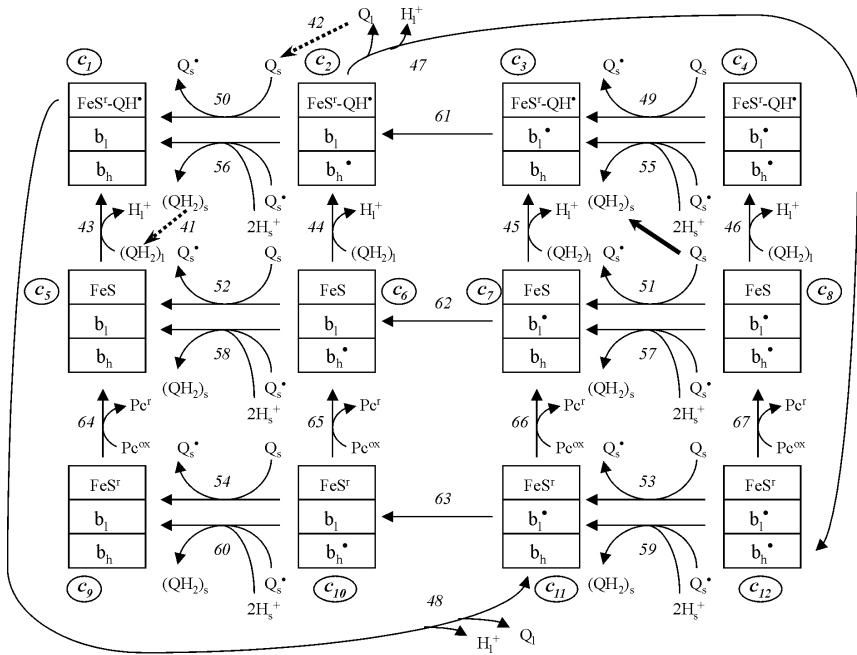 42 Q_l H_l^+
c_1 Q_s^• Q_s c_2 47 c_3 Q_s^• Q_s c_4
FeS^r-QH^• 50 FeS^r-QH^• FeS^r-QH^• 49 FeS^r-QH^•
b_l b_l 61 b_l^• b_l^•
b_h 56 b_h^• b_h 55 b_h^•
(QH_2)_s Q_s^• (QH_2)_s Q_s^•
H_l^+ 2H_s^+ H_l^+ H_l^+ 2H_s^+ H_l^+
43 41 44 45 46
(QH_2)_l Q_s^• Q_s (QH_2)_l (QH_2)_l Q_s^• Q_s (QH_2)_l
c_5 FeS 52 FeS c_6 c_7 FeS 51 FeS c_8
b_l b_l 62 b_l^• b_l^•
b_h 58 b_h^• b_h 57 b_h^•
(QH_2)_s Q_s^• (QH_2)_s Q_s^•
Pc^r 2H_s^+ Pc^r Pc^r 2H_s^+ Pc^r
64 65 66 67
Pc^ox Q_s^• Q_s Pc^ox Pc^ox Q_s^• Q_s Pc^ox
FeS^r 54 FeS^r FeS^r 53 FeS^r
b_l b_l 63 b_l^• b_l^•
b_h 60 b_h^• b_h 59 b_h^•
c_9 (QH_2)_s Q_s^• c_10 c_11 (QH_2)_s Q_s^• c_12
2H_s^+ 48 2H_s^+
H_l^+ Q_l